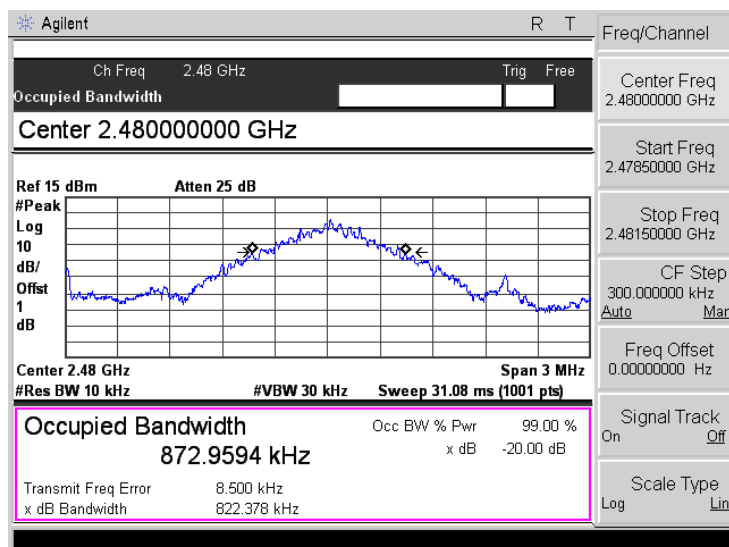 Agilent R T
Ch Freq 2.48 GHz Trig Free
Occupied Bandwidth
Center 2.480000000 GHz
Ref 15 dBm Atten 25 dB
#Peak
Log
10
dB/
Offst
1
dB
Center 2.48 GHz Span 3 MHz
#Res BW 10 kHz #VBW 30 kHz Sweep 31.08 ms (1001 pts)
Occupied Bandwidth
872.9594 kHz
Occ BW % Pwr 99.00 %
x dB -20.00 dB
Transmit Freq Error 8.500 kHz
x dB Bandwidth 822.378 kHz
Freq/Channel
Center Freq
2.48000000 GHz
Start Freq
2.47850000 GHz
Stop Freq
2.48150000 GHz
CF Step
300.000000 kHz
Auto Man
Freq Offset
0.00000000 Hz
Signal Track
On Off
Scale Type
Log Lin